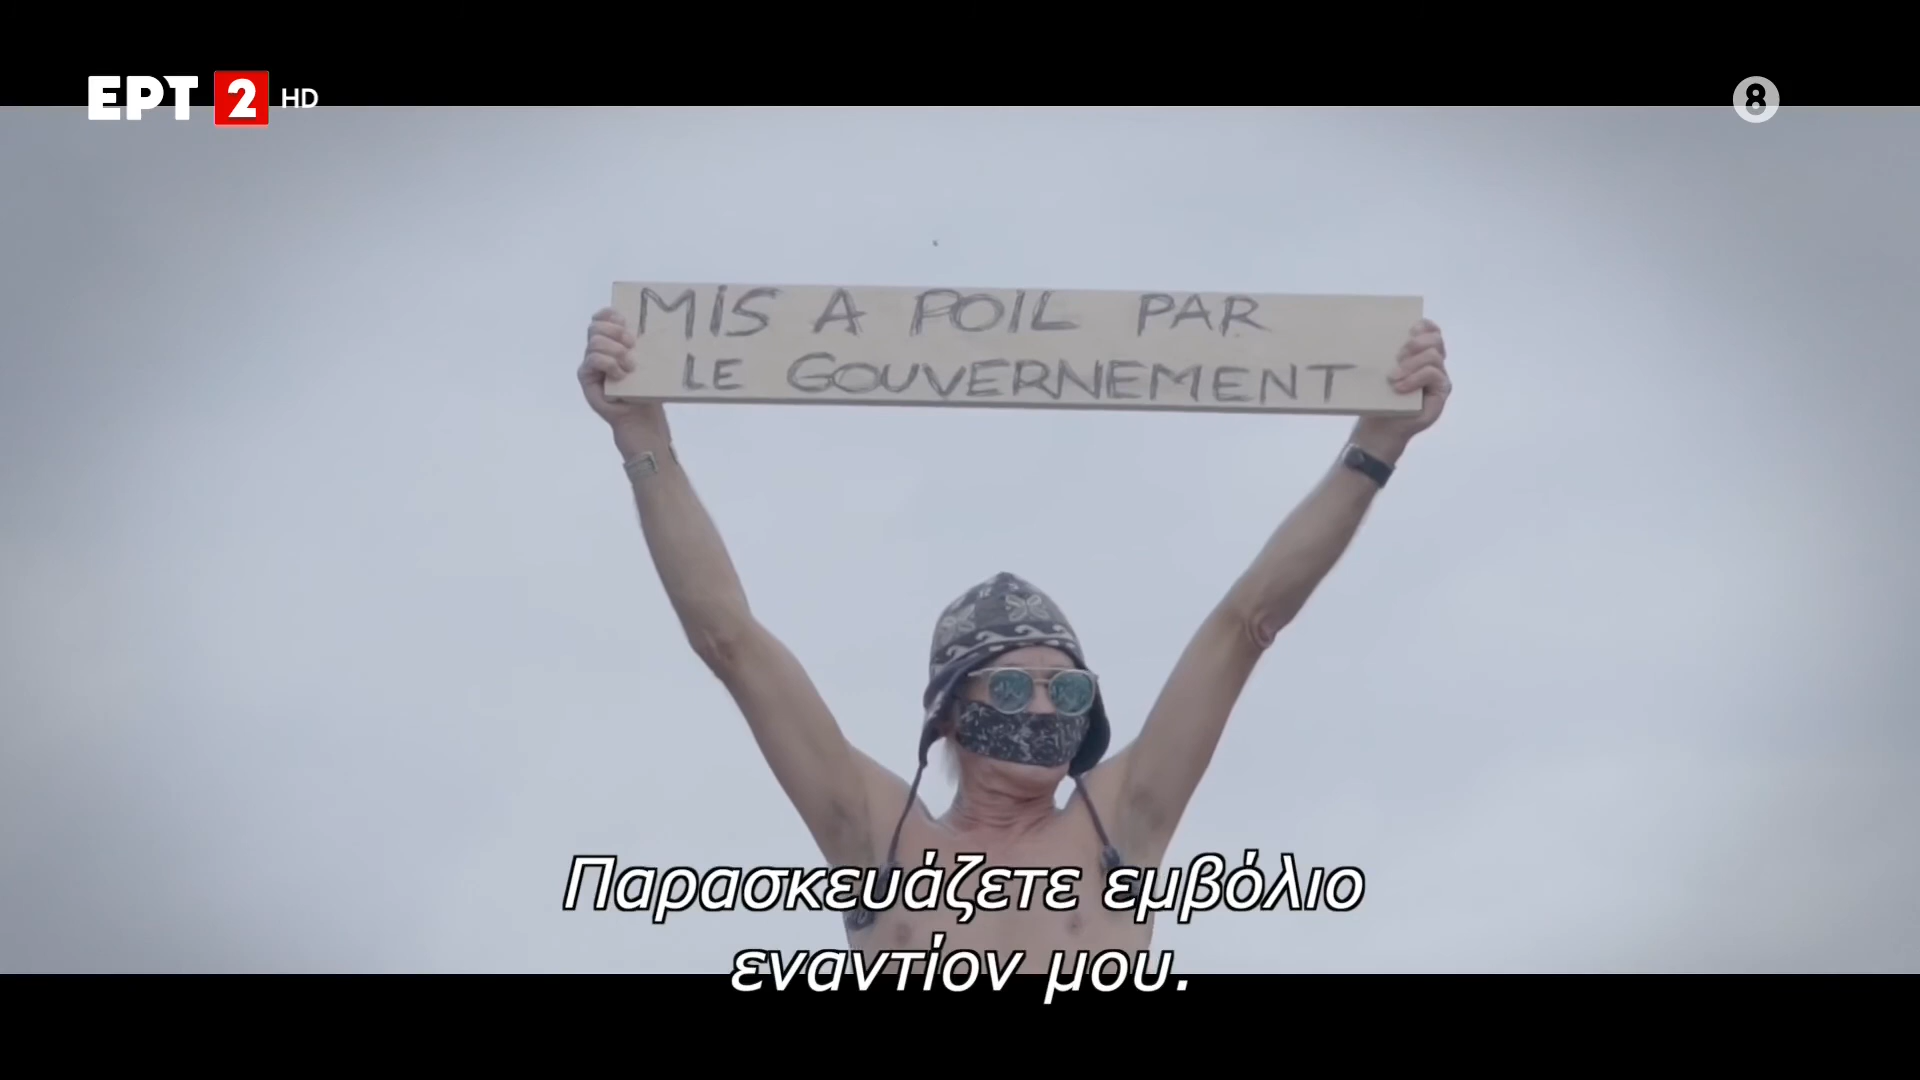 ΕΡΤ 2 HD
8
MIS A POIL PAR
LE GOUVERNEMENT
Παρασκευάζετε εμβόλιο
εναντίον μου.